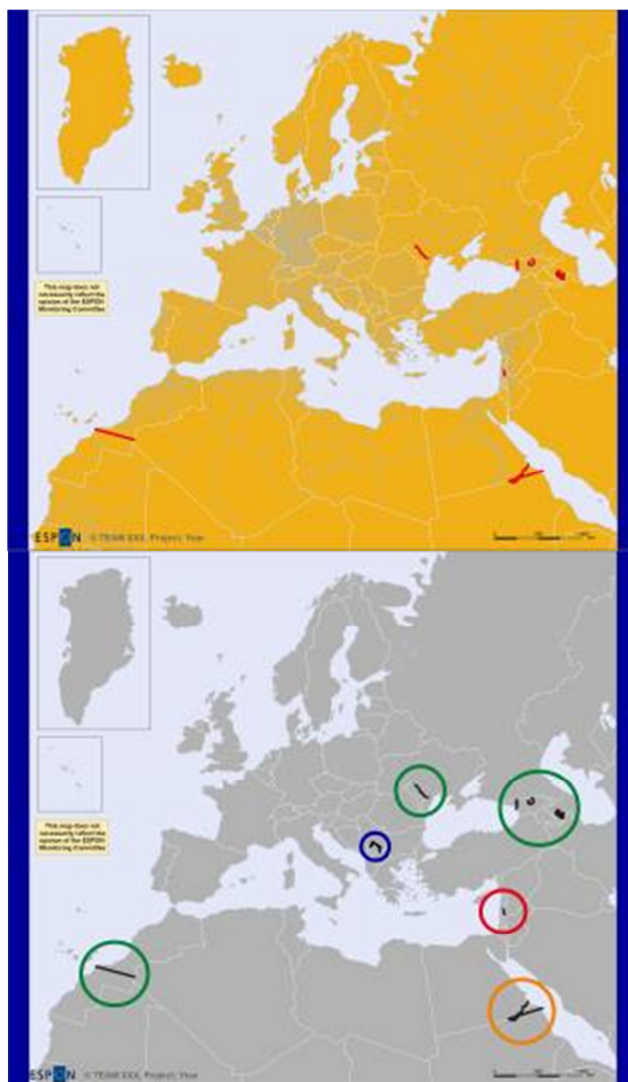 This map does not
necessarily reflect the
opinion of the ESPON
Monitoring Committee
ESPON © TEAM XXX, Project, Year
This map does not
necessarily reflect the
opinion of the ESPON
Monitoring Committee
ESPON © TEAM XXX, Project, Year